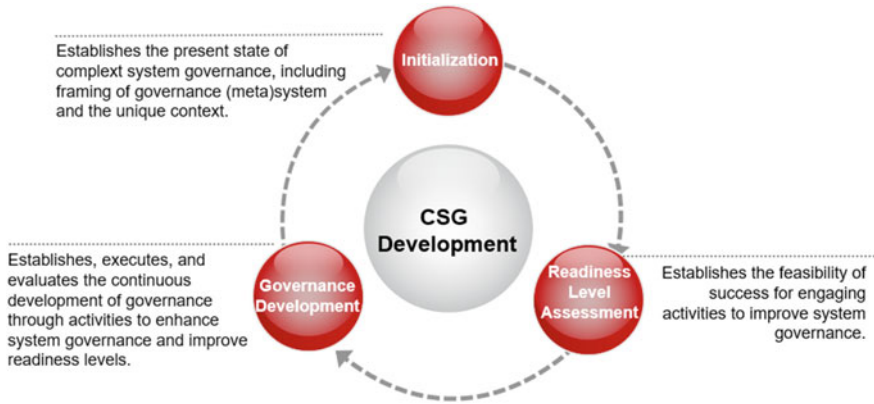 Initialization
Establishes the present state of
complext system governance, including
framing of governance (meta)system
and the unique context.
CSG
Development
Readiness
Level
Assessment
Establishes the feasibility of
success for engaging
activities to improve system
governance.
Governance
Development
Establishes, executes, and
evaluates the continuous
development of governance
through activities to enhance
system governance and improve
readiness levels.